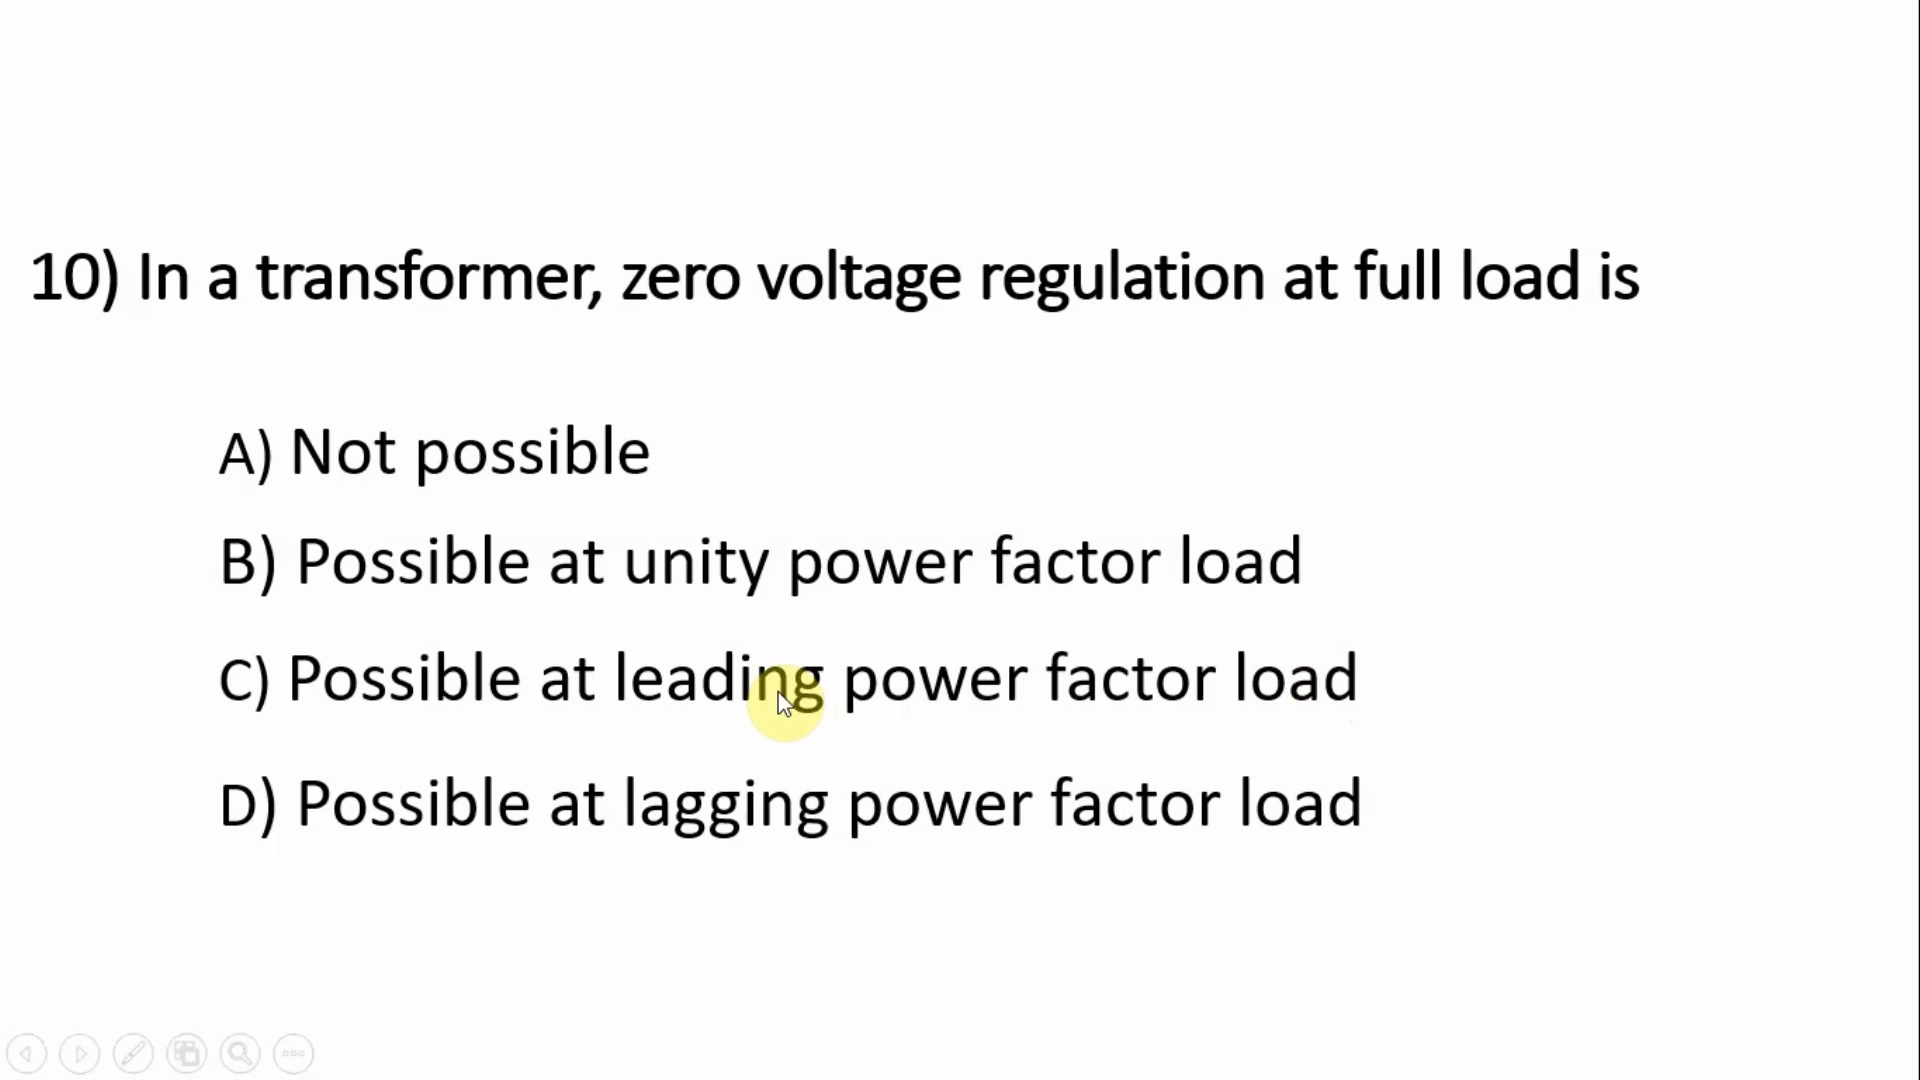 10) In a transformer, zero voltage regulation at full load is
A) Not possible
B) Possible at unity power factor load
C) Possible at leading power factor load
D) Possible at lagging power factor load